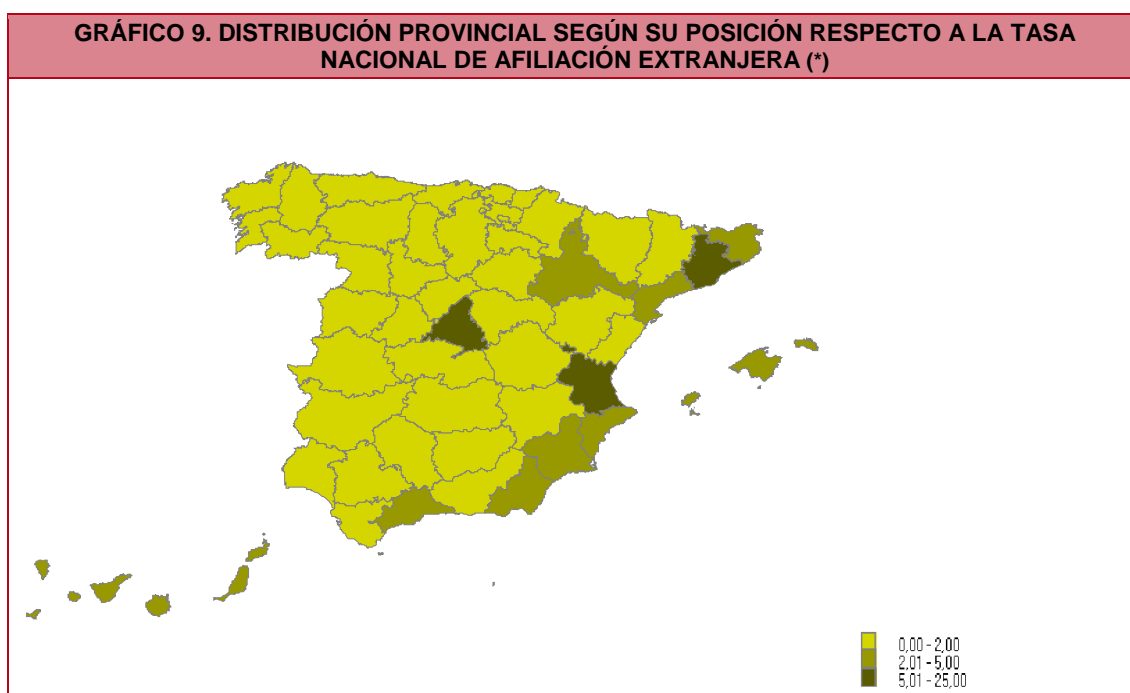 GRÁFICO 9. DISTRIBUCIÓN PROVINCIAL SEGÚN SU POSICIÓN RESPECTO A LA TASA
NACIONAL DE AFILIACIÓN EXTRANJERA (*)
0,00 - 2,00
2,01 - 5,00
5,01 - 25,00